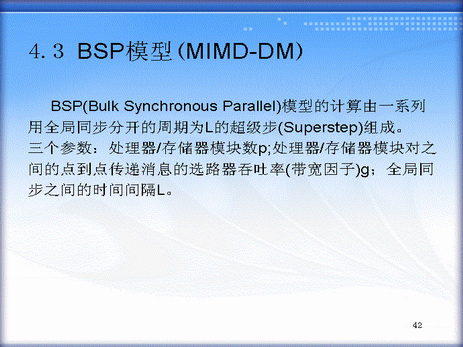 4.3 BSP模型(MIMD-DM)
BSP(Bulk Synchronous Parallel)模型的计算由一系列
用全局同步分开的周期为L的超级步(Superstep)组成。
三个参数：处理器/存储器模块数p;处理器/存储器模块对之
间的点到点传递消息的选路器吞吐率(带宽因子)g；全局同
步之间的时间间隔L。
42